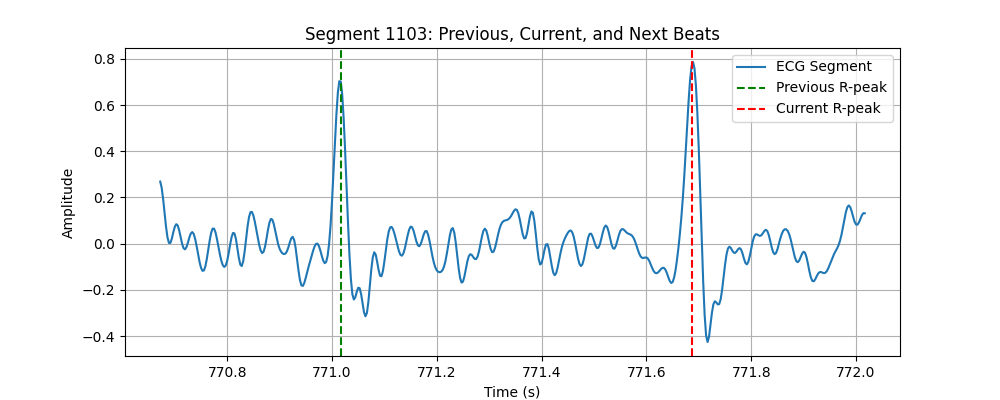 Segment 1103: Previous, Current, and Next Beats
ECG Segment
Previous R-peak
Current R-peak
Amplitude
0.8
0.6
0.4
0.2
0.0
−0.2
−0.4
770.8 771.0 771.2 771.4 771.6 771.8 772.0
Time (s)